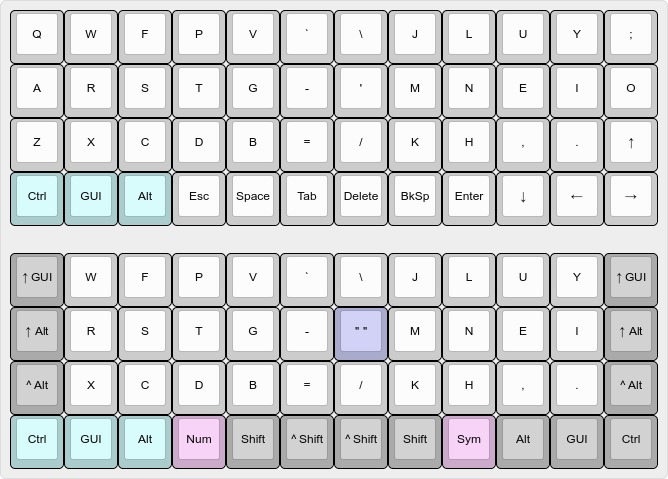 Q W F P V ` \ J L U Y ;
A R S T G - ' M N E I O
Z X C D B = / K H , . ↑
Ctrl GUI Alt Esc Space Tab Delete BkSp Enter ↓ ← →
↑ GUI W F P V ` \ J L U Y ↑ GUI
↑ Alt R S T G - " " M N E I ↑ Alt
^ Alt X C D B = / K H , . ^ Alt
Ctrl GUI Alt Num Shift ^ Shift ^ Shift Shift Sym Alt GUI Ctrl